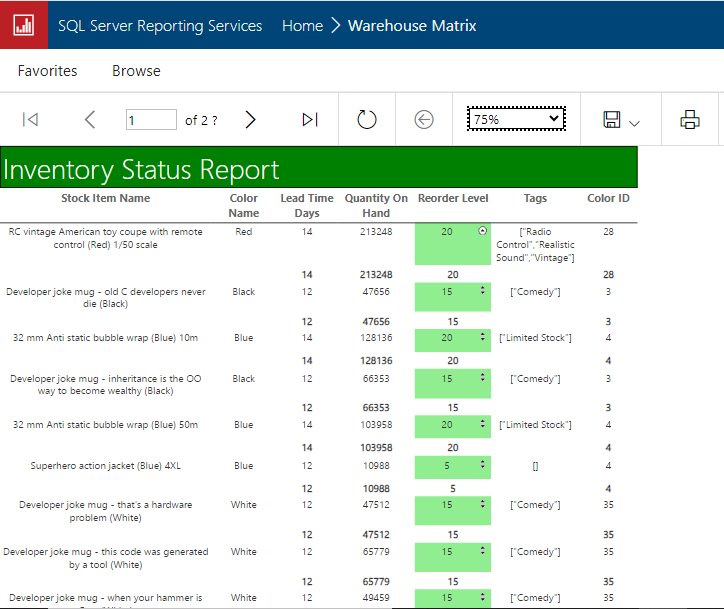 SQL Server Reporting Services Home > Warehouse Matrix
Favorites Browse
1 of 2 ? 75%
Inventory Status Report
Stock Item Name Color Name Lead Time Days Quantity On Hand Reorder Level Tags Color ID
RC vintage American toy coupe with remote Red 14 213248 20 ["Radio 28
control (Red) 1/50 scale Control","Realistic
Sound","Vintage"]
14 213248 20 28
Developer joke mug - old C developers never Black 12 47656 15 ["Comedy"] 3
die (Black)
12 47656 15 3
32 mm Anti static bubble wrap (Blue) 10m Blue 14 128136 20 ["Limited Stock"] 4
14 128136 20 4
Developer joke mug - inheritance is the OO Black 12 66353 15 ["Comedy"] 3
way to become wealthy (Black)
12 66353 15 3
32 mm Anti static bubble wrap (Blue) 50m Blue 14 103958 20 ["Limited Stock"] 4
14 103958 20 4
Superhero action jacket (Blue) 4XL Blue 12 10988 5 [] 4
12 10988 5 4
Developer joke mug - that's a hardware White 12 47512 15 ["Comedy"] 35
problem (White)
12 47512 15 35
Developer joke mug - this code was generated White 12 65779 15 ["Comedy"] 35
by a tool (White)
12 65779 15 35
Developer joke mug - when your hammer is White 12 49459 15 ["Comedy"] 35